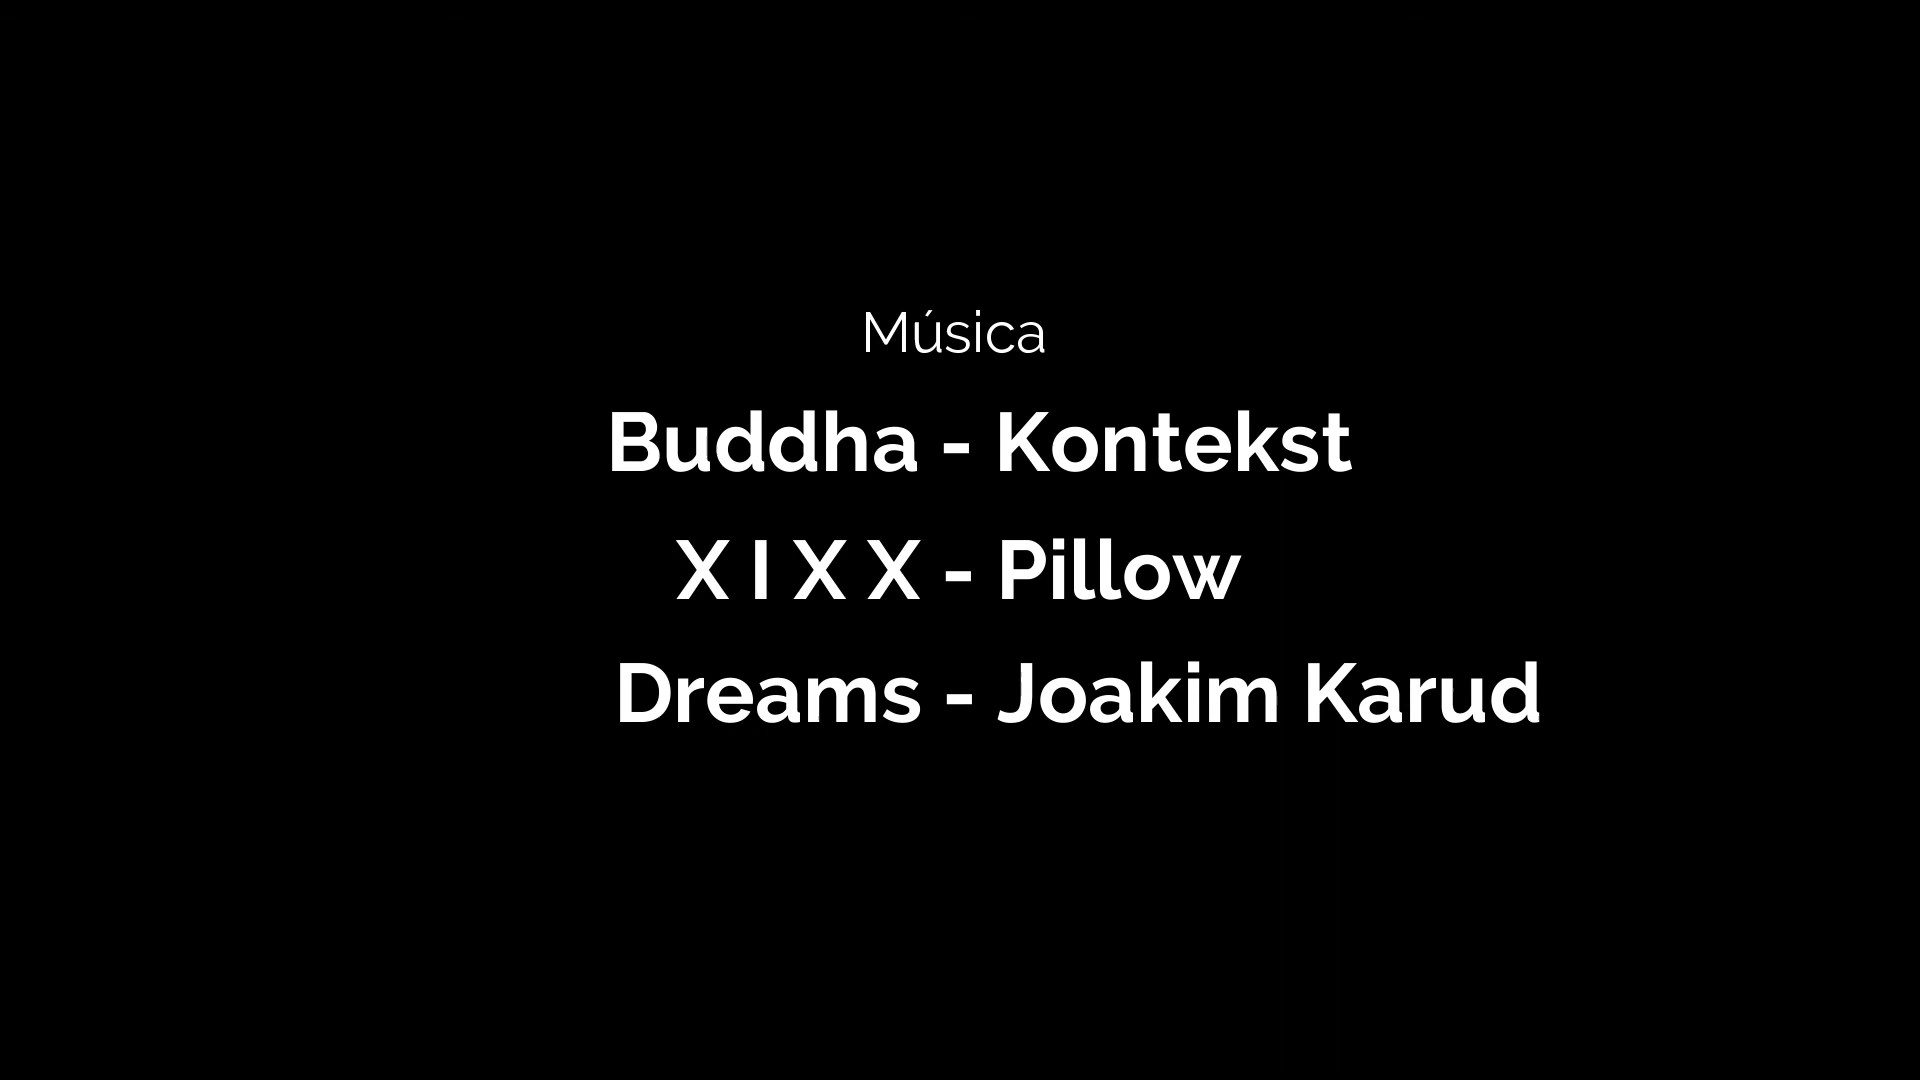 Música
Buddha - Kontekst
X I X X - Pillow
Dreams - Joakim Karud